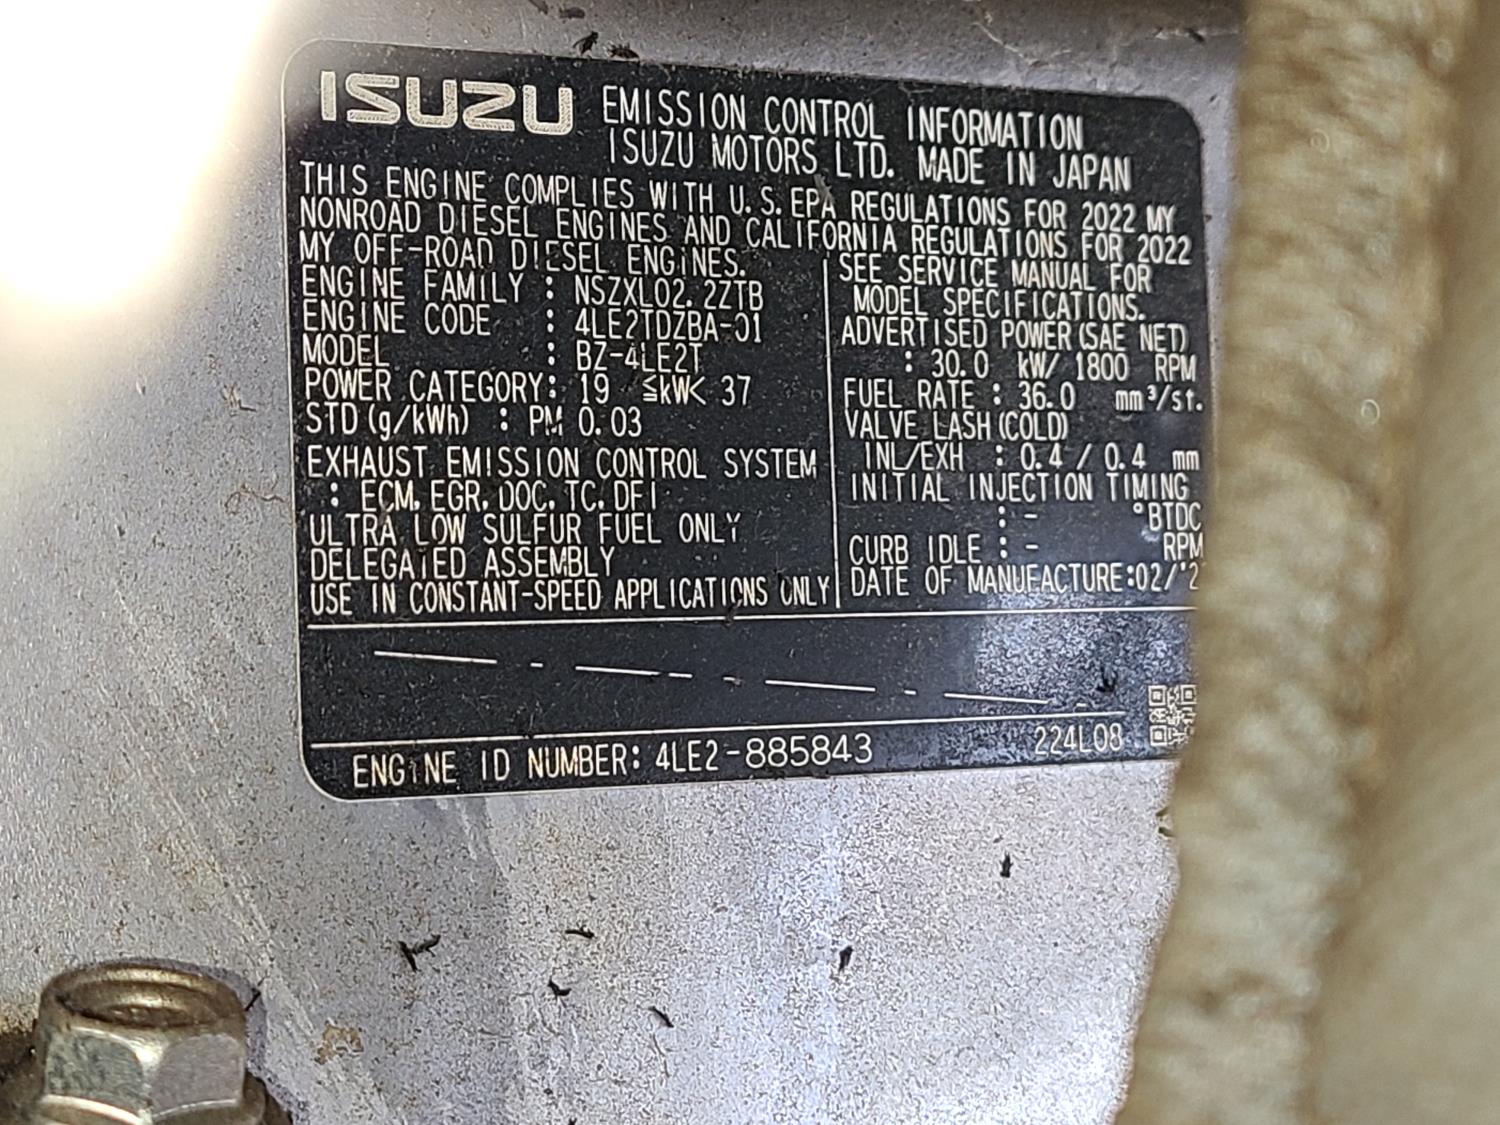 ISUZU EMISSION CONTROL INFORMATION
ISUZU MOTORS LTD. MADE IN JAPAN
THIS ENGINE COMPLIES WITH U.S.EPA REGULATIONS FOR 2022 MY
NONROAD DIESEL ENGINES AND CALIFORNIA REGULATIONS FOR 2022
MY OFF-ROAD DIESEL ENGINES.
ENGINE FAMILY : NSZXL02.2ZTB
ENGINE CODE : 4LE2TDZBA-01
MODEL : BZ-4LE2T
POWER CATEGORY: 19 ≦kW< 37
STD (g/kWh) : PM 0.03
EXHAUST EMISSION CONTROL SYSTEM
: ECM, EGR, DOC, TC, DFI
ULTRA LOW SULFUR FUEL ONLY
DELEGATED ASSEMBLY
USE IN CONSTANT-SPEED APPLICATIONS ONLY
SEE SERVICE MANUAL FOR
MODEL SPECIFICATIONS.
ADVERTISED POWER(SAE NET)
: 30.0 kW/ 1800 RPM
FUEL RATE : 36.0 mm³/st.
VALVE LASH(COLD)
INL/EXH : 0.4 / 0.4 mm
INITIAL INJECTION TIMING
: - °BTDC
CURB IDLE : - RPM
DATE OF MANUFACTURE:02/'2
224L08
ENGINE ID NUMBER: 4LE2-885843